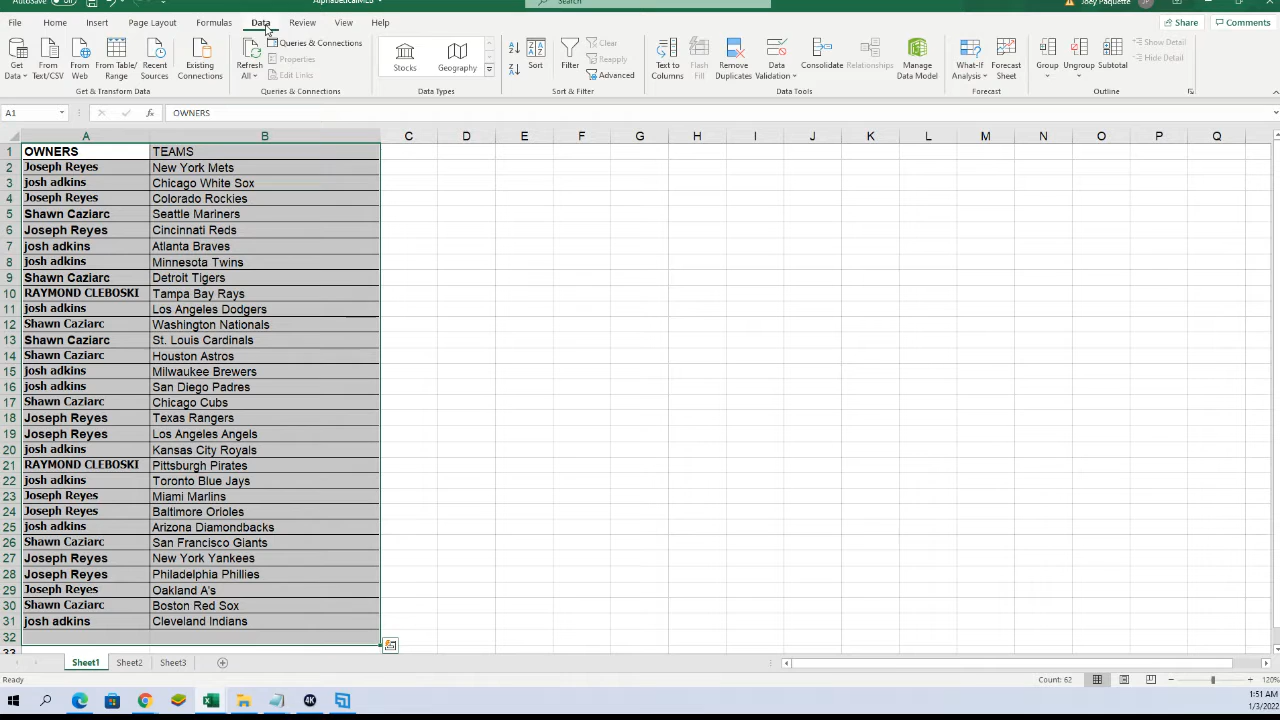 AutoSave Off AlphabeticalMLB Search Joey Paquette
File Home Insert Page Layout Formulas Data Review View Help Share Comments
Get Data From Text/CSV From Web From Table/ Range Recent Sources Existing Connections
Get & Transform Data
Refresh All Queries & Connections Properties Edit Links
Queries & Connections
Stocks Geography
Data Types
Sort Filter Clear Reapply Advanced
Sort & Filter
Text to Columns Flash Fill Remove Duplicates Data Validation Consolidate Relationships Manage Data Model
Data Tools
What-If Analysis Forecast Sheet
Forecast
Group Ungroup Subtotal Show Detail Hide Detail
Outline
A1 fx OWNERS
A B C D E F G H I J K L M N O P Q
1 OWNERS TEAMS
2 Joseph Reyes New York Mets
3 josh adkins Chicago White Sox
4 Joseph Reyes Colorado Rockies
5 Shawn Caziarc Seattle Mariners
6 Joseph Reyes Cincinnati Reds
7 josh adkins Atlanta Braves
8 josh adkins Minnesota Twins
9 Shawn Caziarc Detroit Tigers
10 RAYMOND CLEBOSKI Tampa Bay Rays
11 josh adkins Los Angeles Dodgers
12 Shawn Caziarc Washington Nationals
13 Shawn Caziarc St. Louis Cardinals
14 Shawn Caziarc Houston Astros
15 josh adkins Milwaukee Brewers
16 josh adkins San Diego Padres
17 Shawn Caziarc Chicago Cubs
18 Joseph Reyes Texas Rangers
19 Joseph Reyes Los Angeles Angels
20 josh adkins Kansas City Royals
21 RAYMOND CLEBOSKI Pittsburgh Pirates
22 josh adkins Toronto Blue Jays
23 Joseph Reyes Miami Marlins
24 Joseph Reyes Baltimore Orioles
25 josh adkins Arizona Diamondbacks
26 Shawn Caziarc San Francisco Giants
27 Joseph Reyes New York Yankees
28 Joseph Reyes Philadelphia Phillies
29 Joseph Reyes Oakland A's
30 Shawn Caziarc Boston Red Sox
31 josh adkins Cleveland Indians
32
33
Sheet1 Sheet2 Sheet3
Ready Count: 62 120%
4K 1:51 AM
1/3/2022